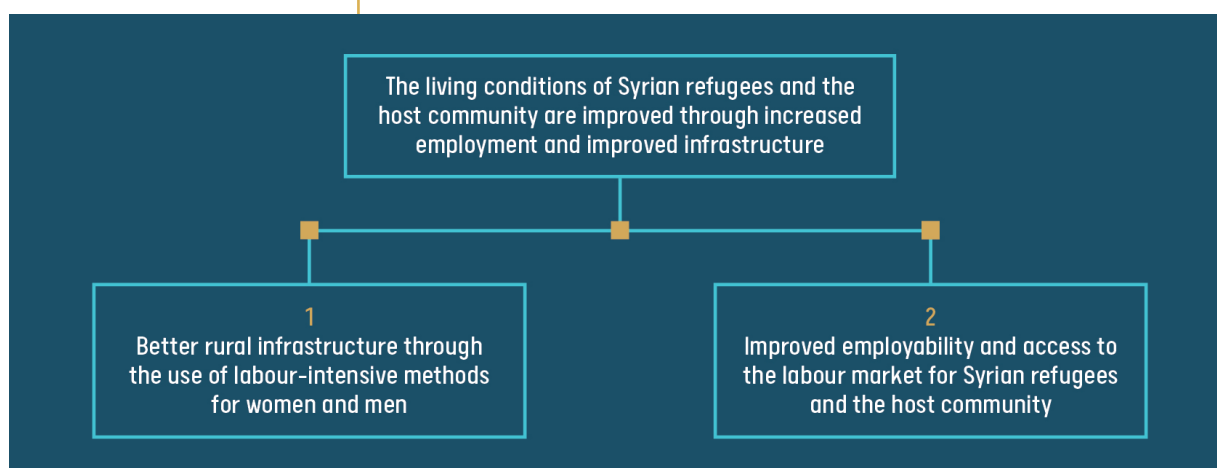 The living conditions of Syrian refugees and the
host community are improved through increased
employment and improved infrastructure
1
Better rural infrastructure through
the use of labour-intensive methods
for women and men
2
Improved employability and access to
the labour market for Syrian refugees
and the host community